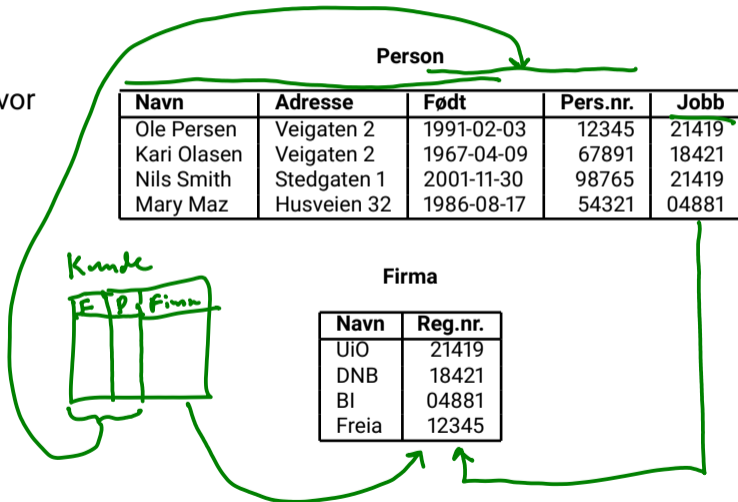 Person
vor
Navn Adresse Født Pers.nr. Jobb
Ole Persen Veigaten 2 1991-02-03 12345 21419
Kari Olasen Veigaten 2 1967-04-09 67891 18421
Nils Smith Stedgaten 1 2001-11-30 98765 21419
Mary Maz Husveien 32 1986-08-17 54321 04881
Kunde
F P Firma
Firma
Navn Reg.nr.
UiO 21419
DNB 18421
BI 04881
Freia 12345